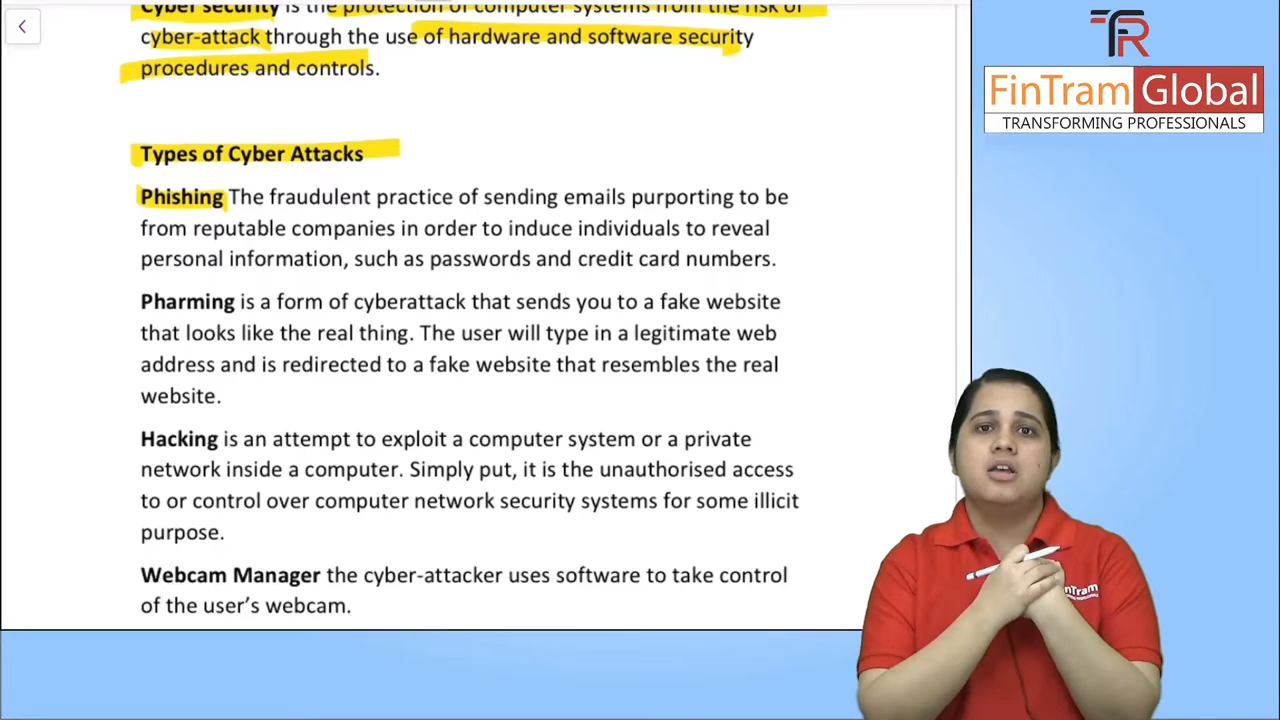 Cyber security is the protection of computer systems from the risk of
cyber-attack through the use of hardware and software security
procedures and controls.
Types of Cyber Attacks
Phishing The fraudulent practice of sending emails purporting to be
from reputable companies in order to induce individuals to reveal
personal information, such as passwords and credit card numbers.
Pharming is a form of cyberattack that sends you to a fake website
that looks like the real thing. The user will type in a legitimate web
address and is redirected to a fake website that resembles the real
website.
Hacking is an attempt to exploit a computer system or a private
network inside a computer. Simply put, it is the unauthorised access
to or control over computer network security systems for some illicit
purpose.
Webcam Manager the cyber-attacker uses software to take control
of the user's webcam.
FinTram Global
TRANSFORMING PROFESSIONALS